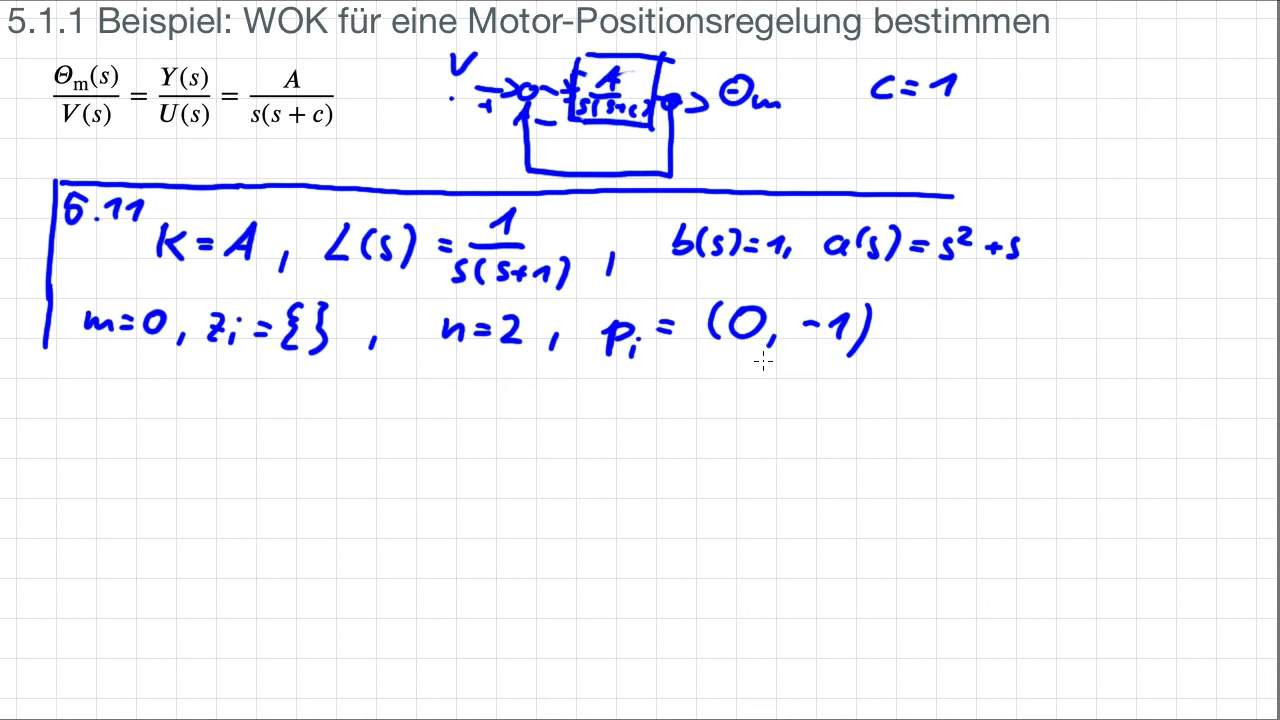 5.1.1 Beispiel: WOK für eine Motor-Positionsregelung bestimmen
Θm(s)/V(s) = Y(s)/U(s) = A/s(s + c)
V + − A/s(s+c) Θm c=1
5.11
K=A, L(s) = 1/s(s+1), b(s)=1, a(s)=s²+s
m=0, zi={}, n=2, pi = (0, -1)